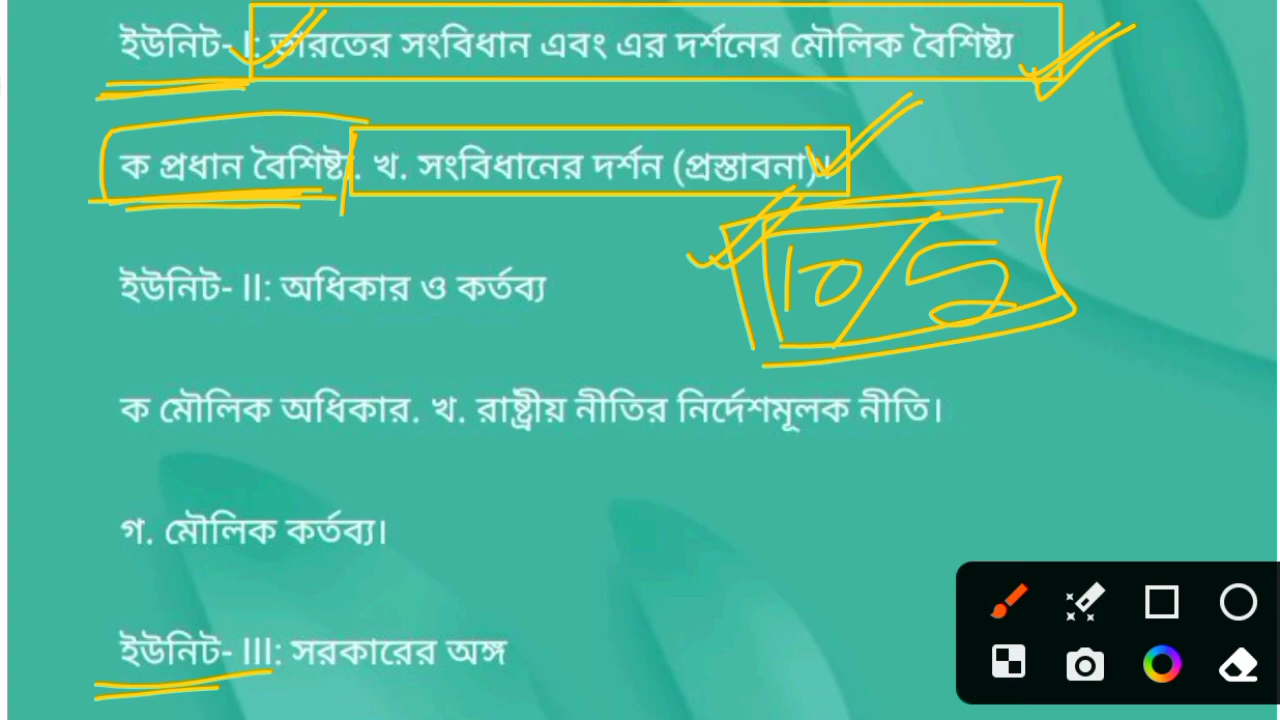 ইউনিট- I: ভারতের সংবিধান এবং এর দর্শনের মৌলিক বৈশিষ্ট্য
ক প্রধান বৈশিষ্ট্য. খ. সংবিধানের দর্শন (প্রস্তাবনা)।
10/5
ইউনিট- II: অধিকার ও কর্তব্য
ক মৌলিক অধিকার. খ. রাষ্ট্রীয় নীতির নির্দেশমূলক নীতি।
গ. মৌলিক কর্তব্য।
ইউনিট- III: সরকারের অঙ্গ